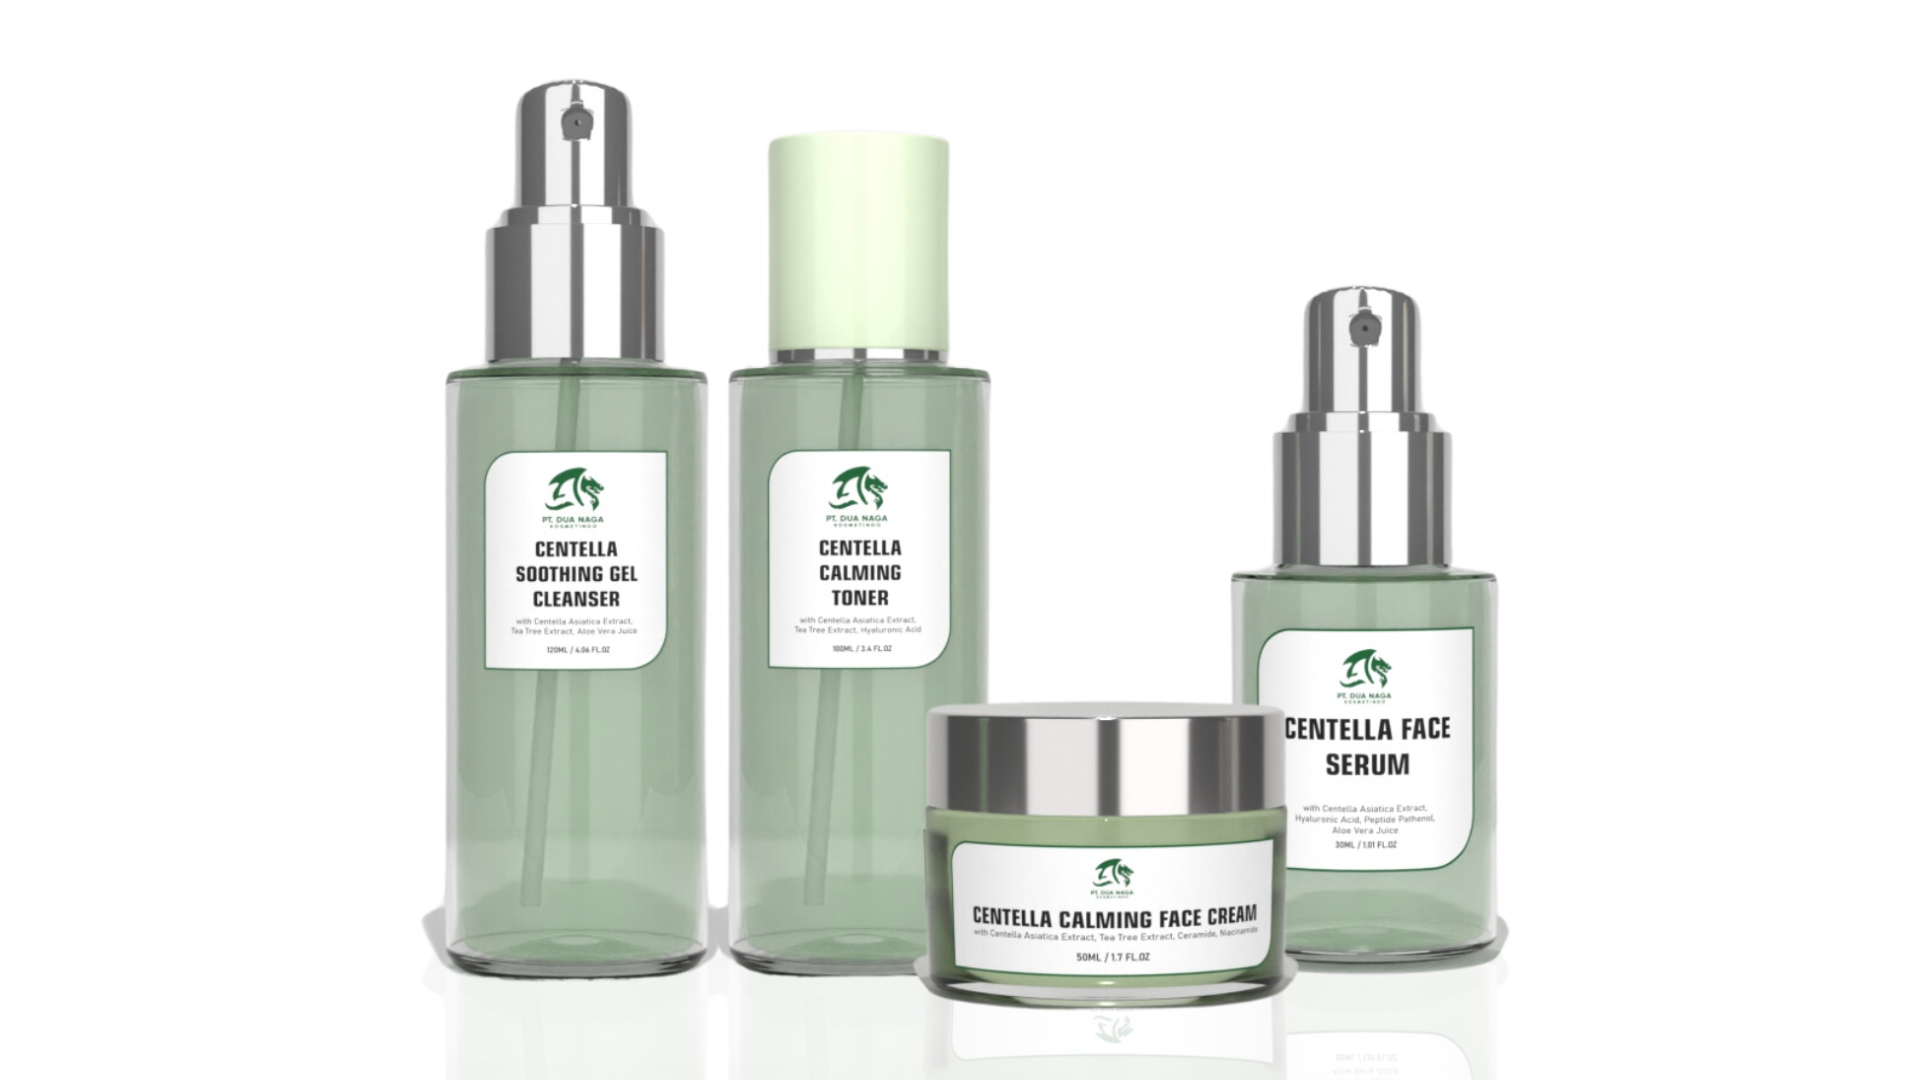 PT. DUA NAGA
KOSMETINDO
CENTELLA
SOOTHING GEL
CLEANSER
with Centella Asiatica Extract,
Tea Tree Extract, Aloe Vera Juice
120ML / 4.06 FL.OZ
PT. DUA NAGA
KOSMETINDO
CENTELLA
CALMING
TONER
with Centella Asiatica Extract,
Tea Tree Extract, Hyaluronic Acid
100ML / 3.4 FL.OZ
PT. DUA NAGA
KOSMETINDO
CENTELLA CALMING FACE CREAM
with Centella Asiatica Extract, Tea Tree Extract, Ceramide, Niacinamide
50ML / 1.7 FL.OZ
PT. DUA NAGA
KOSMETINDO
CENTELLA FACE
SERUM
with Centella Asiatica Extract,
Hyaluronic Acid, Peptide Pathenol,
Aloe Vera Juice
30ML / 1.01 FL.OZ